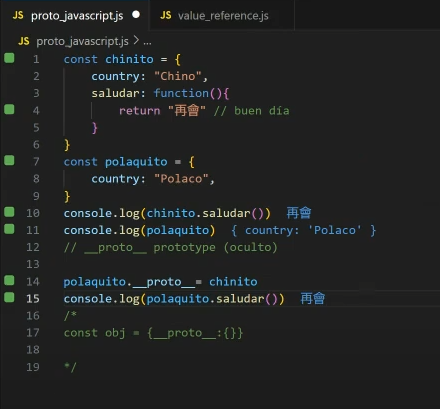 JS proto_javascript.js ● JS value_reference.js
JS proto_javascript.js > ...
1 const chinito = {
2 country: "Chino",
3 saludar: function(){
4 return "再會" // buen día
5 }
6 }
7 const polaquito = {
8 country: "Polaco",
9 }
10 console.log(chinito.saludar()) 再會
11 console.log(polaquito) { country: 'Polaco' }
12 // __proto__ prototype (oculto)
13
14 polaquito.__proto__= chinito
15 console.log(polaquito.saludar()) 再會
16 /*
17 const obj = {__proto__:{}}
18
19 */